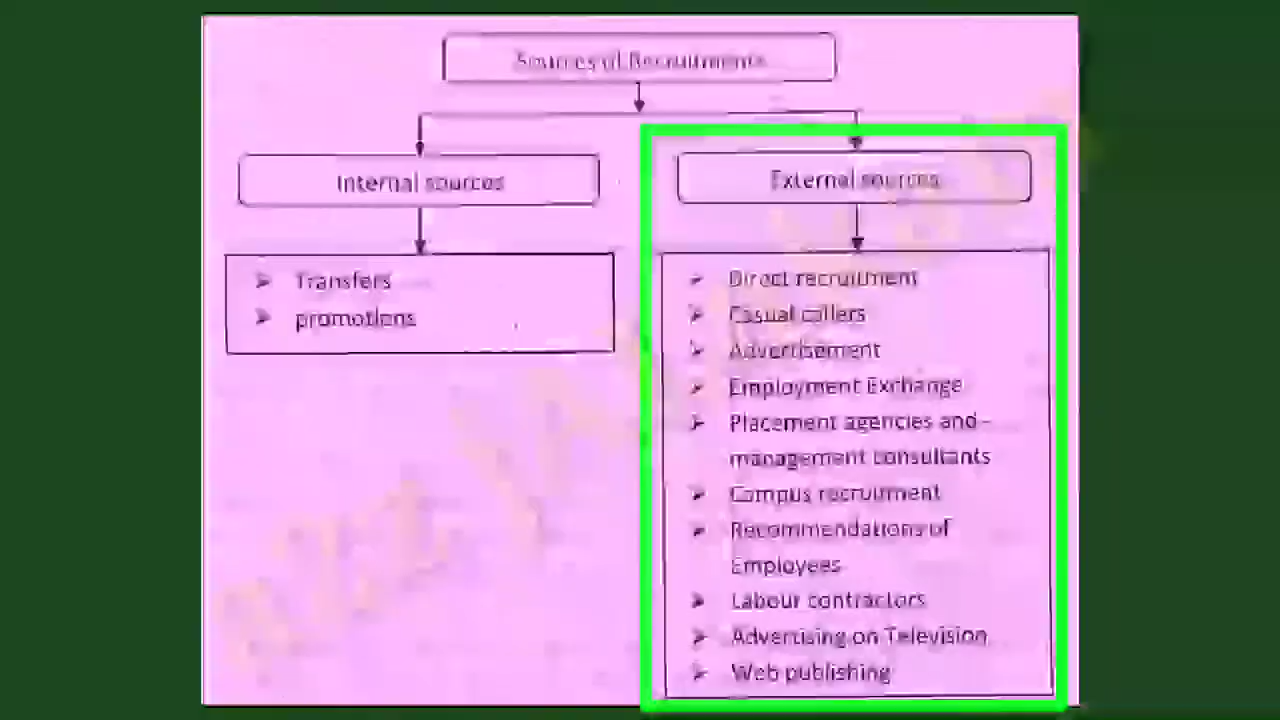 Sources of Recruitments
Internal sources
Transfers
promotions
External sources
Direct recruitment
Casual callers
Advertisement
Employment Exchange
Placement agencies and
management consultants
Campus recruitment
Recommendations of
Employees
Labour contractors
Advertising on Television
Web publishing